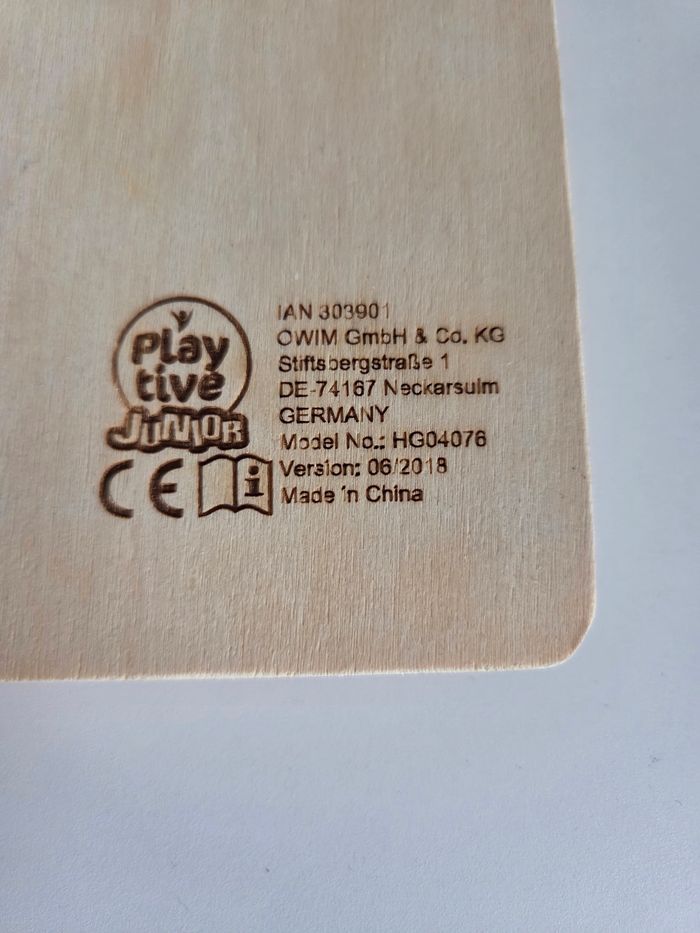 Play
tive
JUNIOR
CE
i
IAN 303901
OWIM GmbH & Co. KG
Stiftsbergstraße 1
DE-74167 Neckarsulm
GERMANY
Model No.: HG04076
Version: 06/2018
Made in China